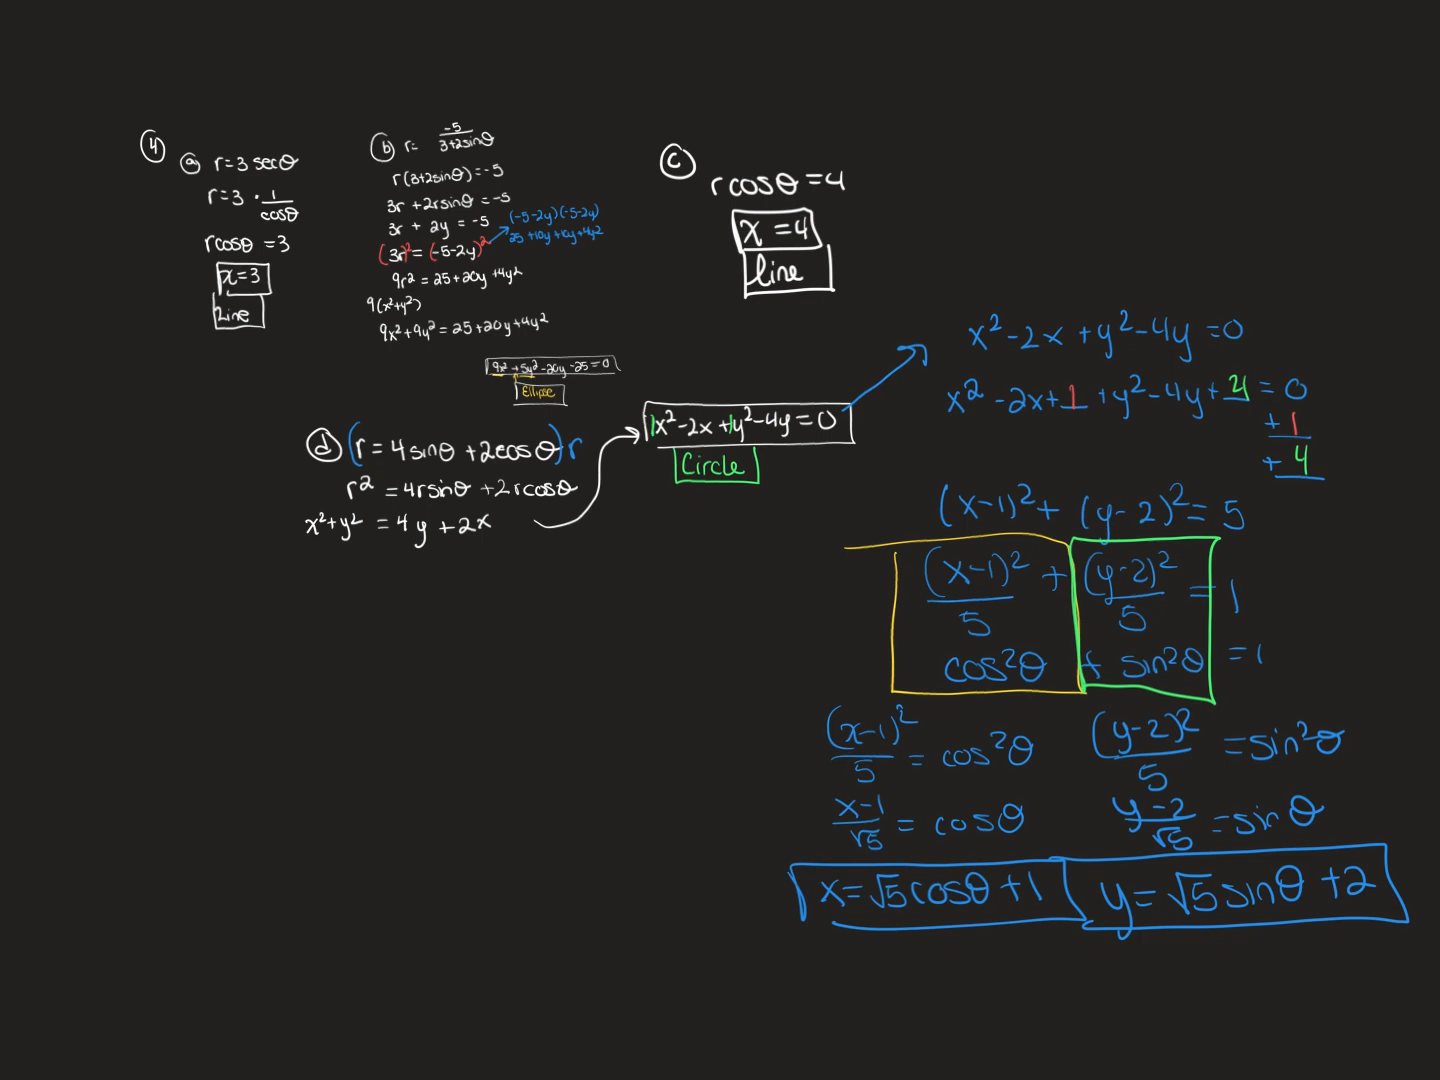 ④
ⓐ r=3 secθ
r=3 · 1/cosθ
rcosθ =3
x=3
Line
ⓑ r= -5/(3+2sinθ)
r(3+2sinθ)=-5
3r +2rsinθ =-5
3r + 2y = -5
(3r)² = (-5-2y)²
(-5-2y)(-5-2y)
25+10y+10y+4y²
9r² = 25+20y+4y²
9(x²+y²)
9x²+9y² = 25+20y+4y²
9x² +5y² -20y -25=0
Ellipse
ⓒ rcosθ=4
x =4
line
ⓓ (r=4sinθ+2cosθ)r
r² =4rsinθ +2rcosθ
x²+y² = 4y +2x
1x²-2x+1y²-4y=0
Circle
x²-2x +y²-4y =0
x²-2x+1 +y²-4y+4 =0
+1
+4
(x-1)²+ (y-2)²= 5
(x-1)²/5 + (y-2)²/5 = 1
cos²θ + sin²θ =1
(x-1)²/5 = cos²θ (y-2)²/5 =sin²θ
x-1/√5 = cosθ y-2/√5 =sinθ
x=√5cosθ+1 y=√5sinθ+2